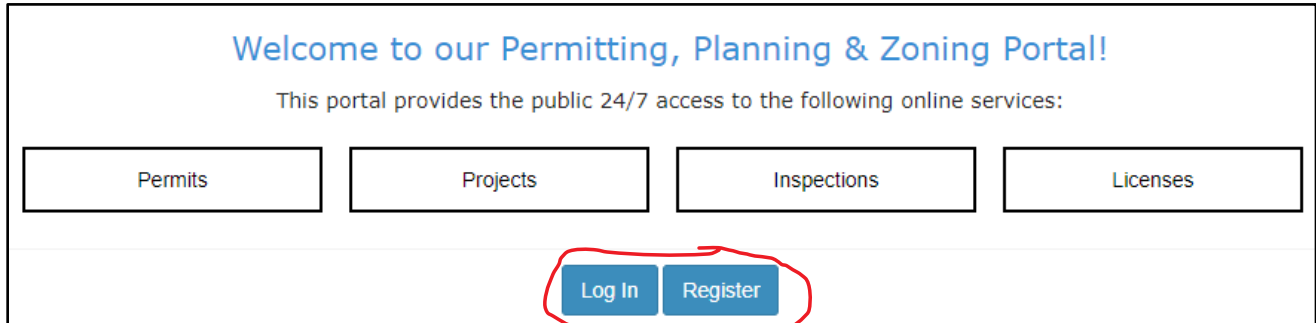 Welcome to our Permitting, Planning & Zoning Portal!
This portal provides the public 24/7 access to the following online services:
Permits Projects Inspections Licenses
Log In Register